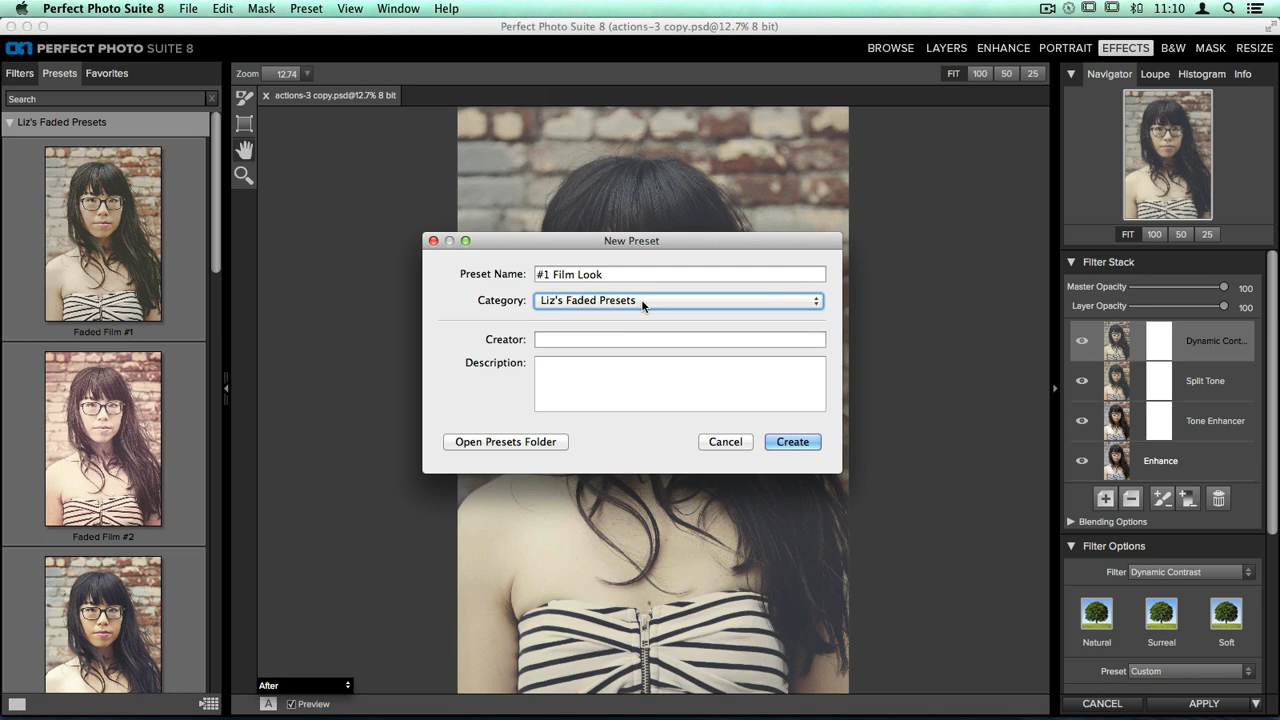 Perfect Photo Suite 8 File Edit Mask Preset View Window Help 11:10
Perfect Photo Suite 8 (actions-3 copy.psd@12.7% 8 bit)
on PERFECT PHOTO SUITE 8 BROWSE LAYERS ENHANCE PORTRAIT EFFECTS B&W MASK RESIZE
Filters Presets Favorites
Zoom 12.74 FIT 100 50 25
Navigator Loupe Histogram Info
Search X
X actions-3 copy.psd@12.7% 8 bit
Liz's Faded Presets
Faded Film #1
Faded Film #2
New Preset
Preset Name: #1 Film Look
Category: Liz's Faded Presets
Creator:
Description:
Open Presets Folder Cancel Create
After
A Preview
FIT 100 50 25
Filter Stack
Master Opacity 100
Layer Opacity 100
Dynamic Cont...
Split Tone
Tone Enhancer
Enhance
Blending Options
Filter Options
Filter Dynamic Contrast
Natural Surreal Soft
Preset Custom
CANCEL APPLY